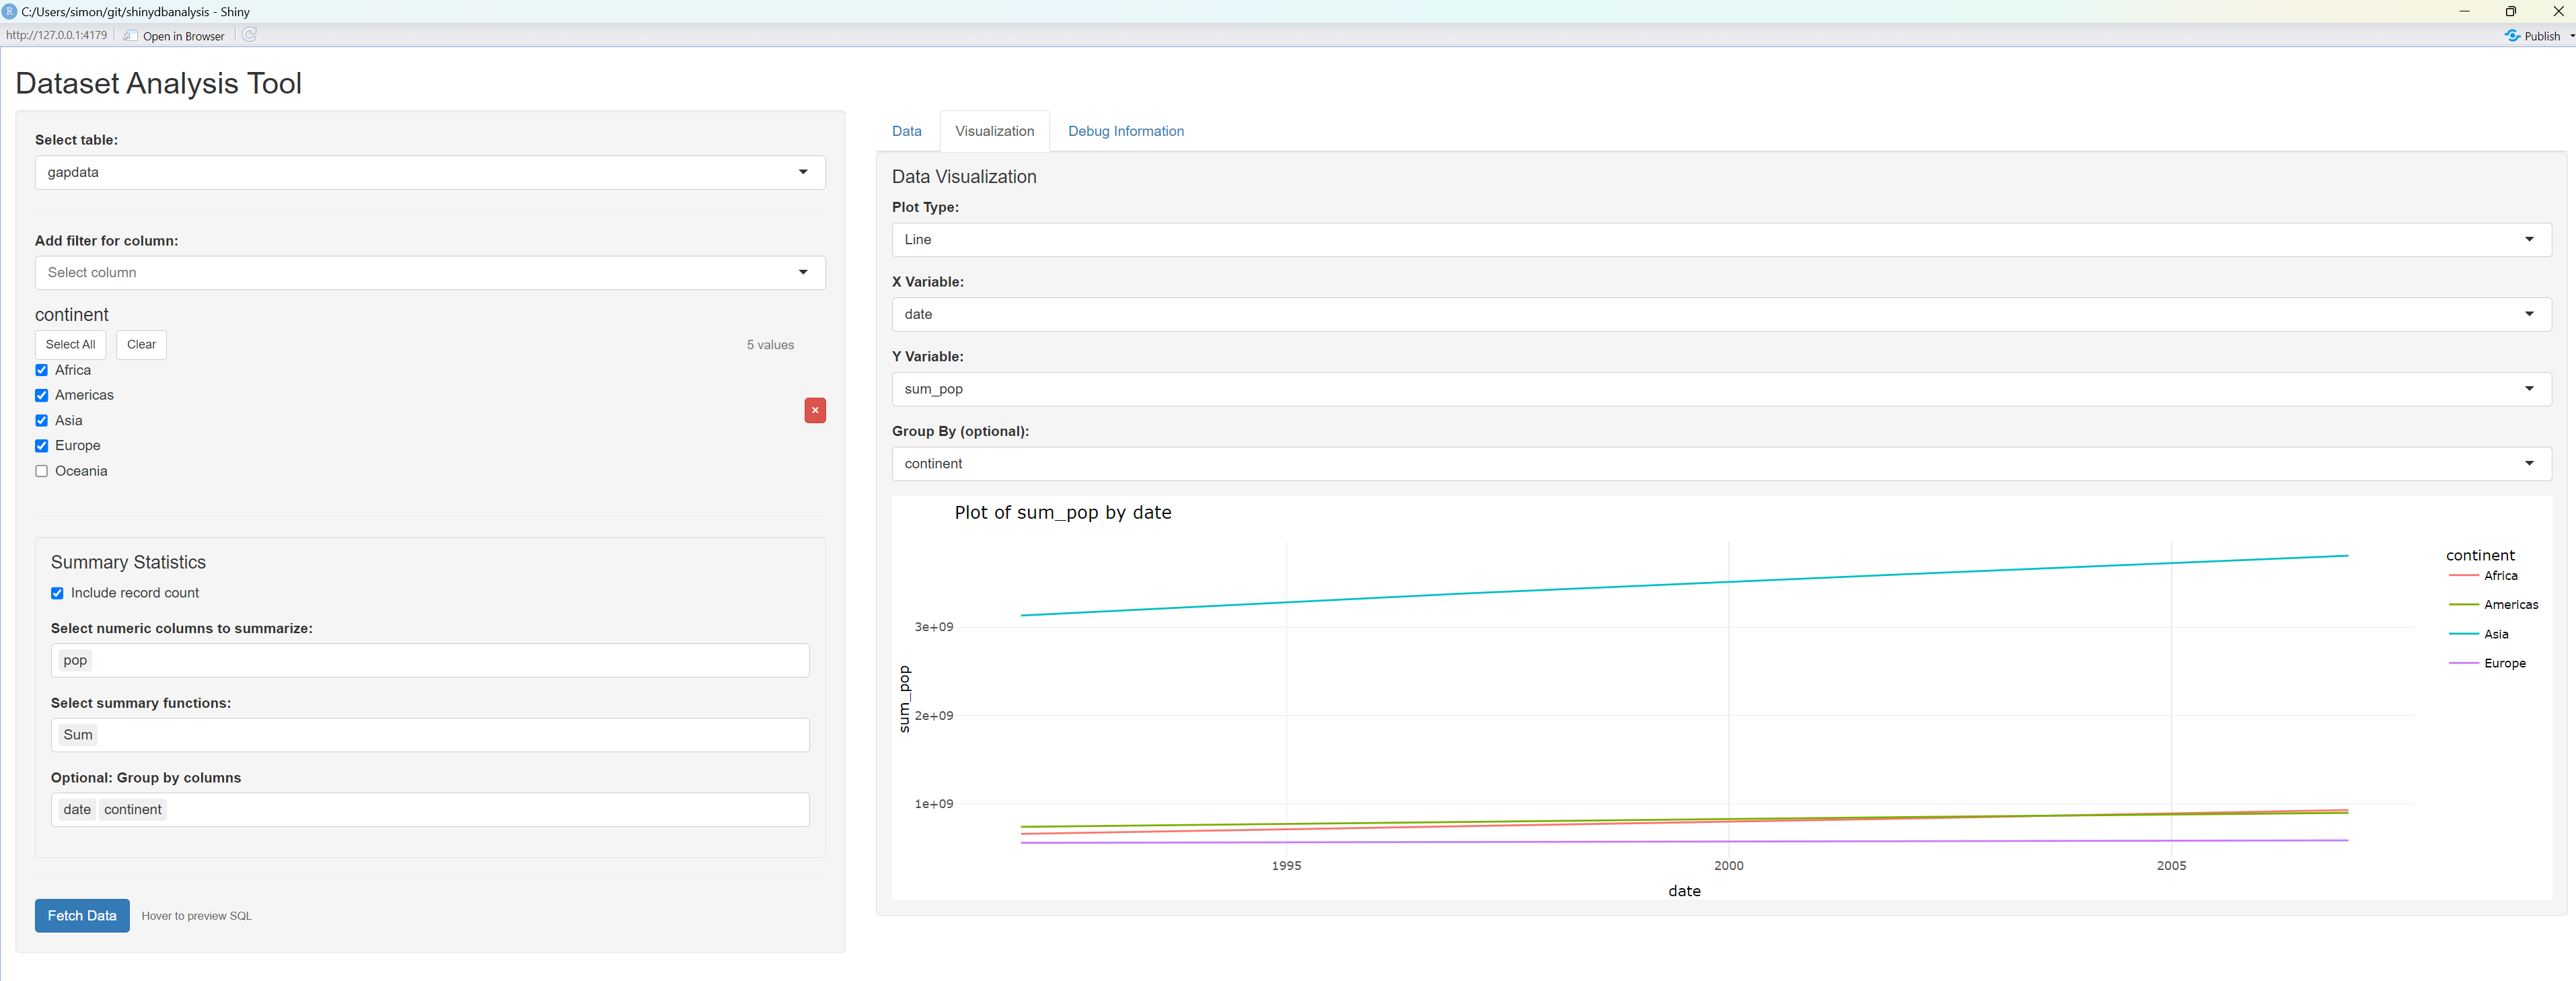 R C:/Users/simon/git/shinydbanalysis - Shiny
http://127.0.0.1:4179 Open in Browser Publish
Dataset Analysis Tool
Select table:
gapdata
Add filter for column:
Select column
continent
Select All Clear 5 values
Africa
Americas
Asia
×
Europe
Oceania
Summary Statistics
Include record count
Select numeric columns to summarize:
pop
Select summary functions:
Sum
Optional: Group by columns
date continent
Fetch Data Hover to preview SQL
Data Visualization Debug Information
Data Visualization
Plot Type:
Line
X Variable:
date
Y Variable:
sum_pop
Group By (optional):
continent
Plot of sum_pop by date
continent
Africa
Americas
Asia
Europe
3e+09
2e+09
1e+09
sum_pop
1995 2000 2005
date